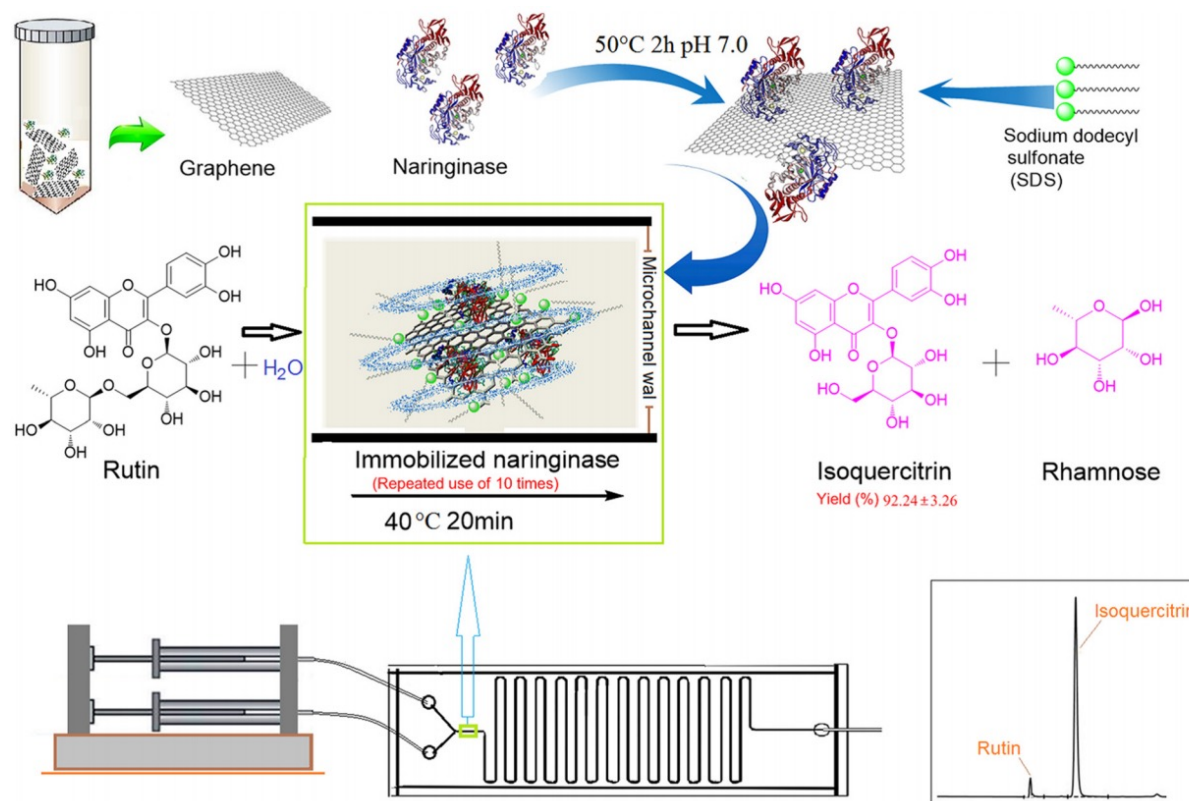 50°C 2h pH 7.0
Graphene
Naringinase
Sodium dodecyl
sulfonate
(SDS)
OH
OH
HO
O
OH
O
O
O
OH
O
O
OH
OH
HO
HO
OH
OH
+ H₂O
Rutin
Microchannel wal
Immobilized naringinase
(Repeated use of 10 times)
40℃ 20min
OH
OH
HO
O
OH
O
O
O
OH
HO
OH
OH
Isoquercitrin
Yield (%) 92.24±3.26
+
O
OH
HO
OH
OH
Rhamnose
Isoquercitrin
Rutin